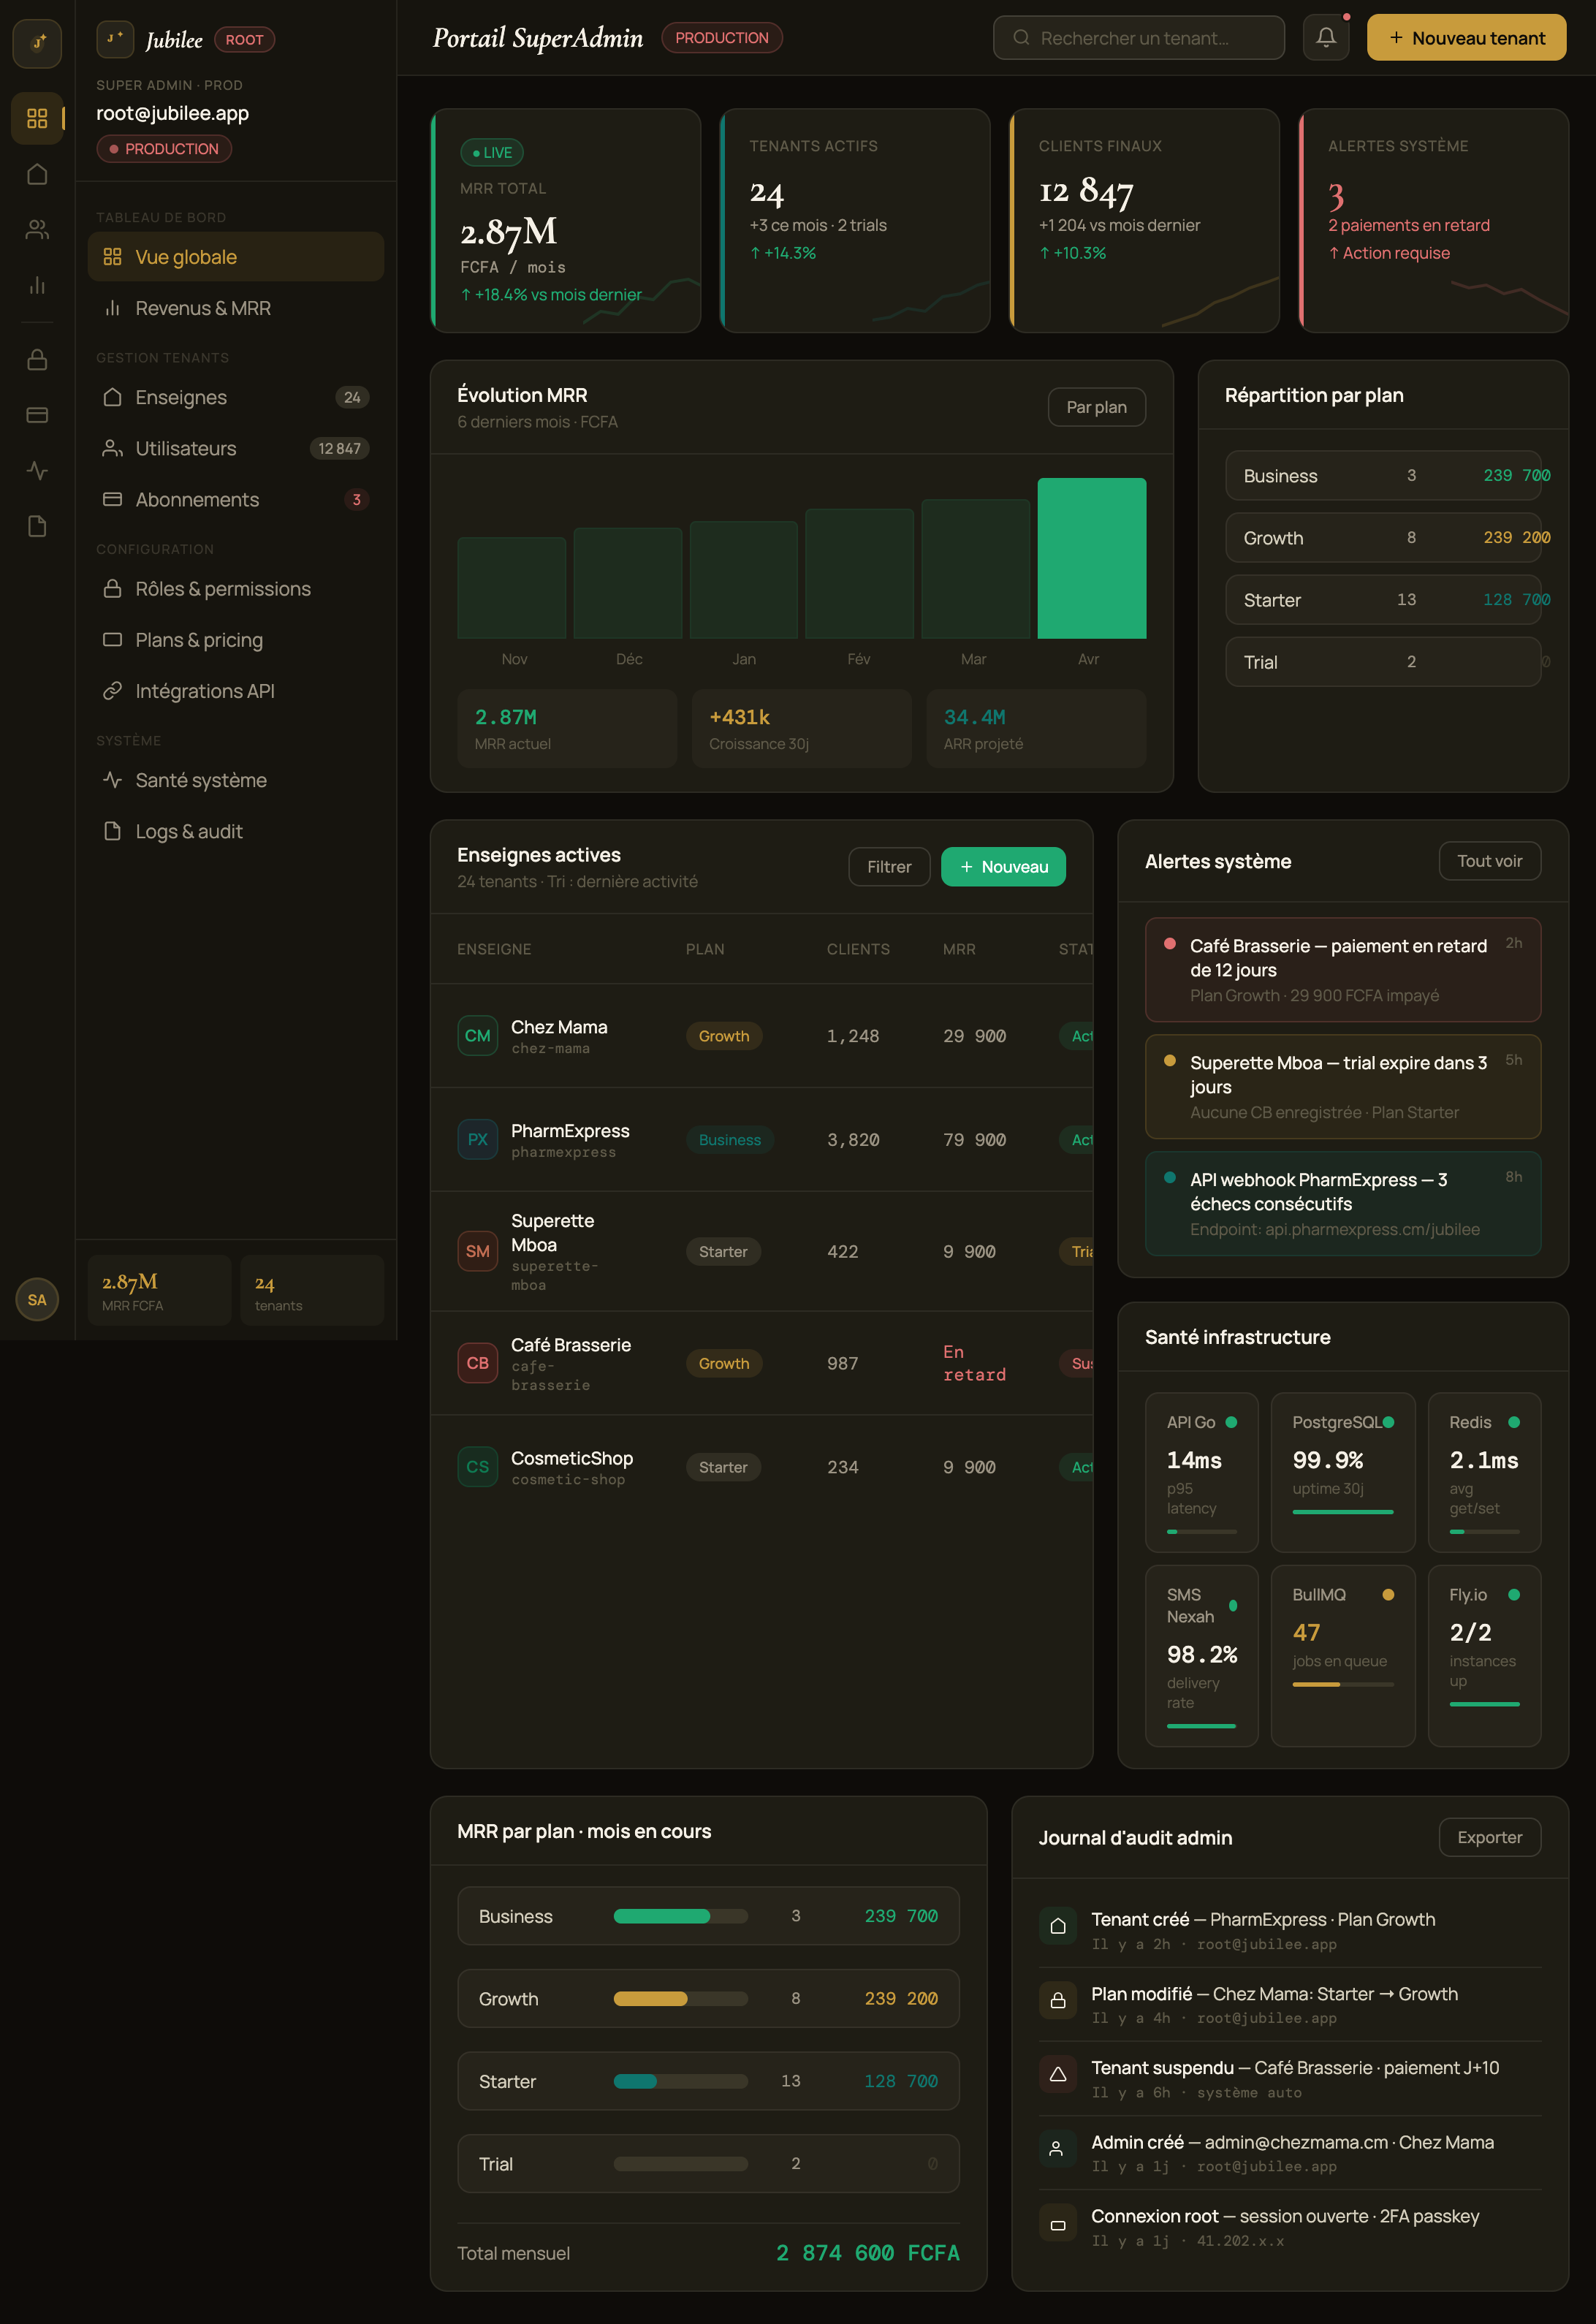 J
Jubilee
ROOT
SUPER ADMIN · PROD
root@jubilee.app
PRODUCTION
TABLEAU DE BORD
Vue globale
Revenus & MRR
GESTION TENANTS
Enseignes
24
Utilisateurs
12 847
Abonnements
3
CONFIGURATION
Rôles & permissions
Plans & pricing
Intégrations API
SYSTÈME
Santé système
Logs & audit
2.87M
MRR FCFA
24
tenants
SA
Portail SuperAdmin
PRODUCTION
Rechercher un tenant...
+ Nouveau tenant
LIVE
MRR TOTAL
2.87M
FCFA / mois
↑ +18.4% vs mois dernier
TENANTS ACTIFS
24
+3 ce mois · 2 trials
↑ +14.3%
CLIENTS FINAUX
12 847
+1 204 vs mois dernier
↑ +10.3%
ALERTES SYSTÈME
3
2 paiements en retard
↑ Action requise
Évolution MRR
6 derniers mois · FCFA
Par plan
Nov
Déc
Jan
Fév
Mar
Avr
2.87M
MRR actuel
+431k
Croissance 30j
34.4M
ARR projeté
Répartition par plan
Business 3 239 700
Growth 8 239 200
Starter 13 128 700
Trial 2 0
Enseignes actives
24 tenants · Tri : dernière activité
Filtrer
+ Nouveau
ENSEIGNE PLAN CLIENTS MRR STAT
CM
Chez Mama
chez-mama
Growth
1,248
29 900
Act
PX
PharmExpress
pharmexpress
Business
3,820
79 900
Act
SM
Superette
Mboa
superette-
mboa
Starter
422
9 900
Tria
CB
Café Brasserie
cafe-
brasserie
Growth
987
En
retard
Sus
CS
CosmeticShop
cosmetic-shop
Starter
234
9 900
Act
Alertes système
Tout voir
Café Brasserie — paiement en retard
de 12 jours
2h
Plan Growth · 29 900 FCFA impayé
Superette Mboa — trial expire dans 3
jours
5h
Aucune CB enregistrée · Plan Starter
API webhook PharmExpress — 3
échecs consécutifs
8h
Endpoint: api.pharmexpress.cm/jubilee
Santé infrastructure
API Go
14ms
p95
latency
PostgreSQL
99.9%
uptime 30j
Redis
2.1ms
avg
get/set
SMS
Nexah
98.2%
delivery
rate
BullMQ
47
jobs en queue
Fly.io
2/2
instances
up
MRR par plan · mois en cours
Business 3 239 700
Growth 8 239 200
Starter 13 128 700
Trial 2 0
Total mensuel 2 874 600 FCFA
Journal d'audit admin
Exporter
Tenant créé — PharmExpress · Plan Growth
Il y a 2h · root@jubilee.app
Plan modifié — Chez Mama: Starter → Growth
Il y a 4h · root@jubilee.app
Tenant suspendu — Café Brasserie · paiement J+10
Il y a 6h · système auto
Admin créé — admin@chezmama.cm · Chez Mama
Il y a 1j · root@jubilee.app
Connexion root — session ouverte · 2FA passkey
Il y a 1j · 41.202.x.x